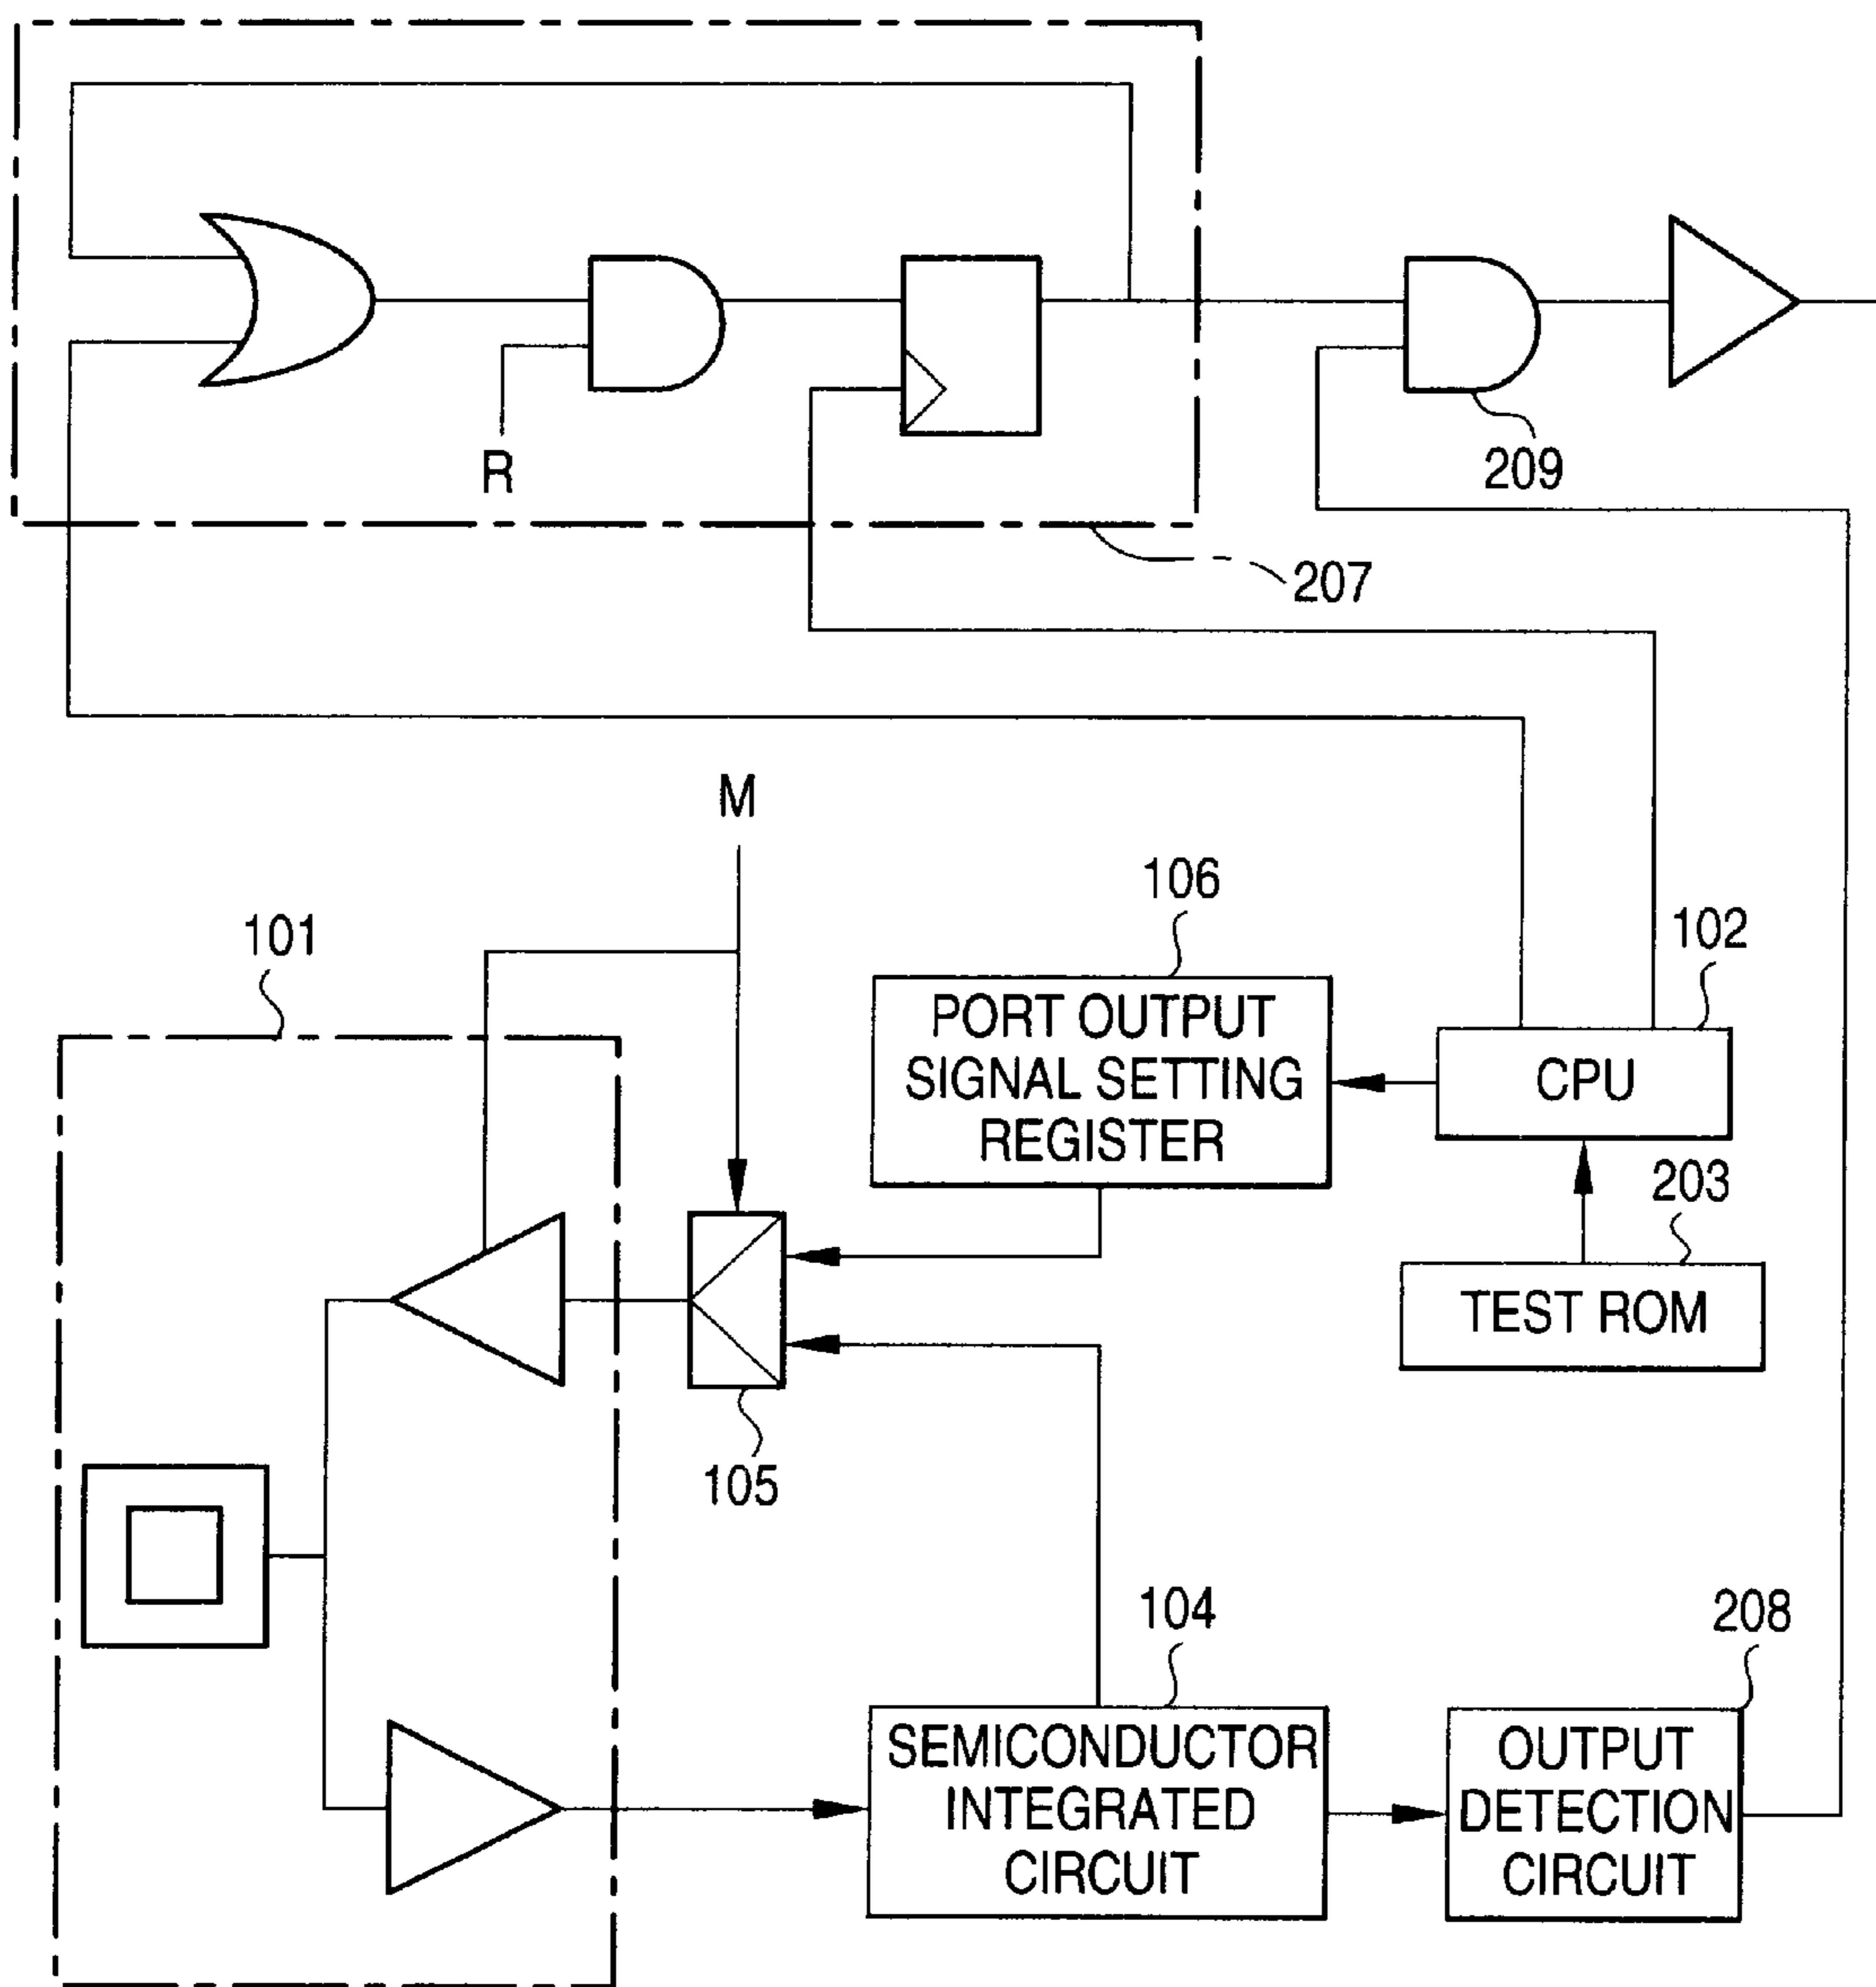 R
209
207
M
106
101
102
PORT OUTPUT
SIGNAL SETTING
REGISTER
CPU
203
TEST ROM
105
104
208
SEMICONDUCTOR
INTEGRATED
CIRCUIT
OUTPUT
DETECTION
CIRCUIT